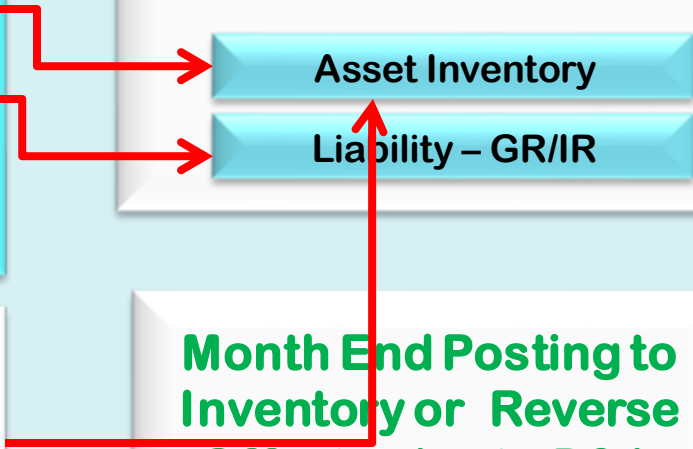 Asset Inventory
Liability – GR/IR
Month End Posting to
Inventory or Reverse